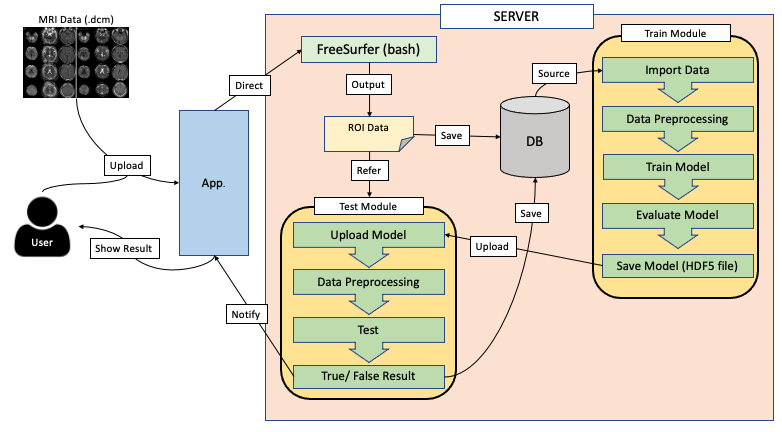 MRI Data (.dcm)
SERVER
Train Module
FreeSurfer (bash)
Direct
Source
Import Data
Output
ROI Data
Save
DB
Data Preprocessing
Upload
App.
Refer
Train Model
Test Module
Save
Evaluate Model
User
Show Result
Upload Model
Upload
Save Model (HDF5 file)
Data Preprocessing
Notify
Test
True/ False Result